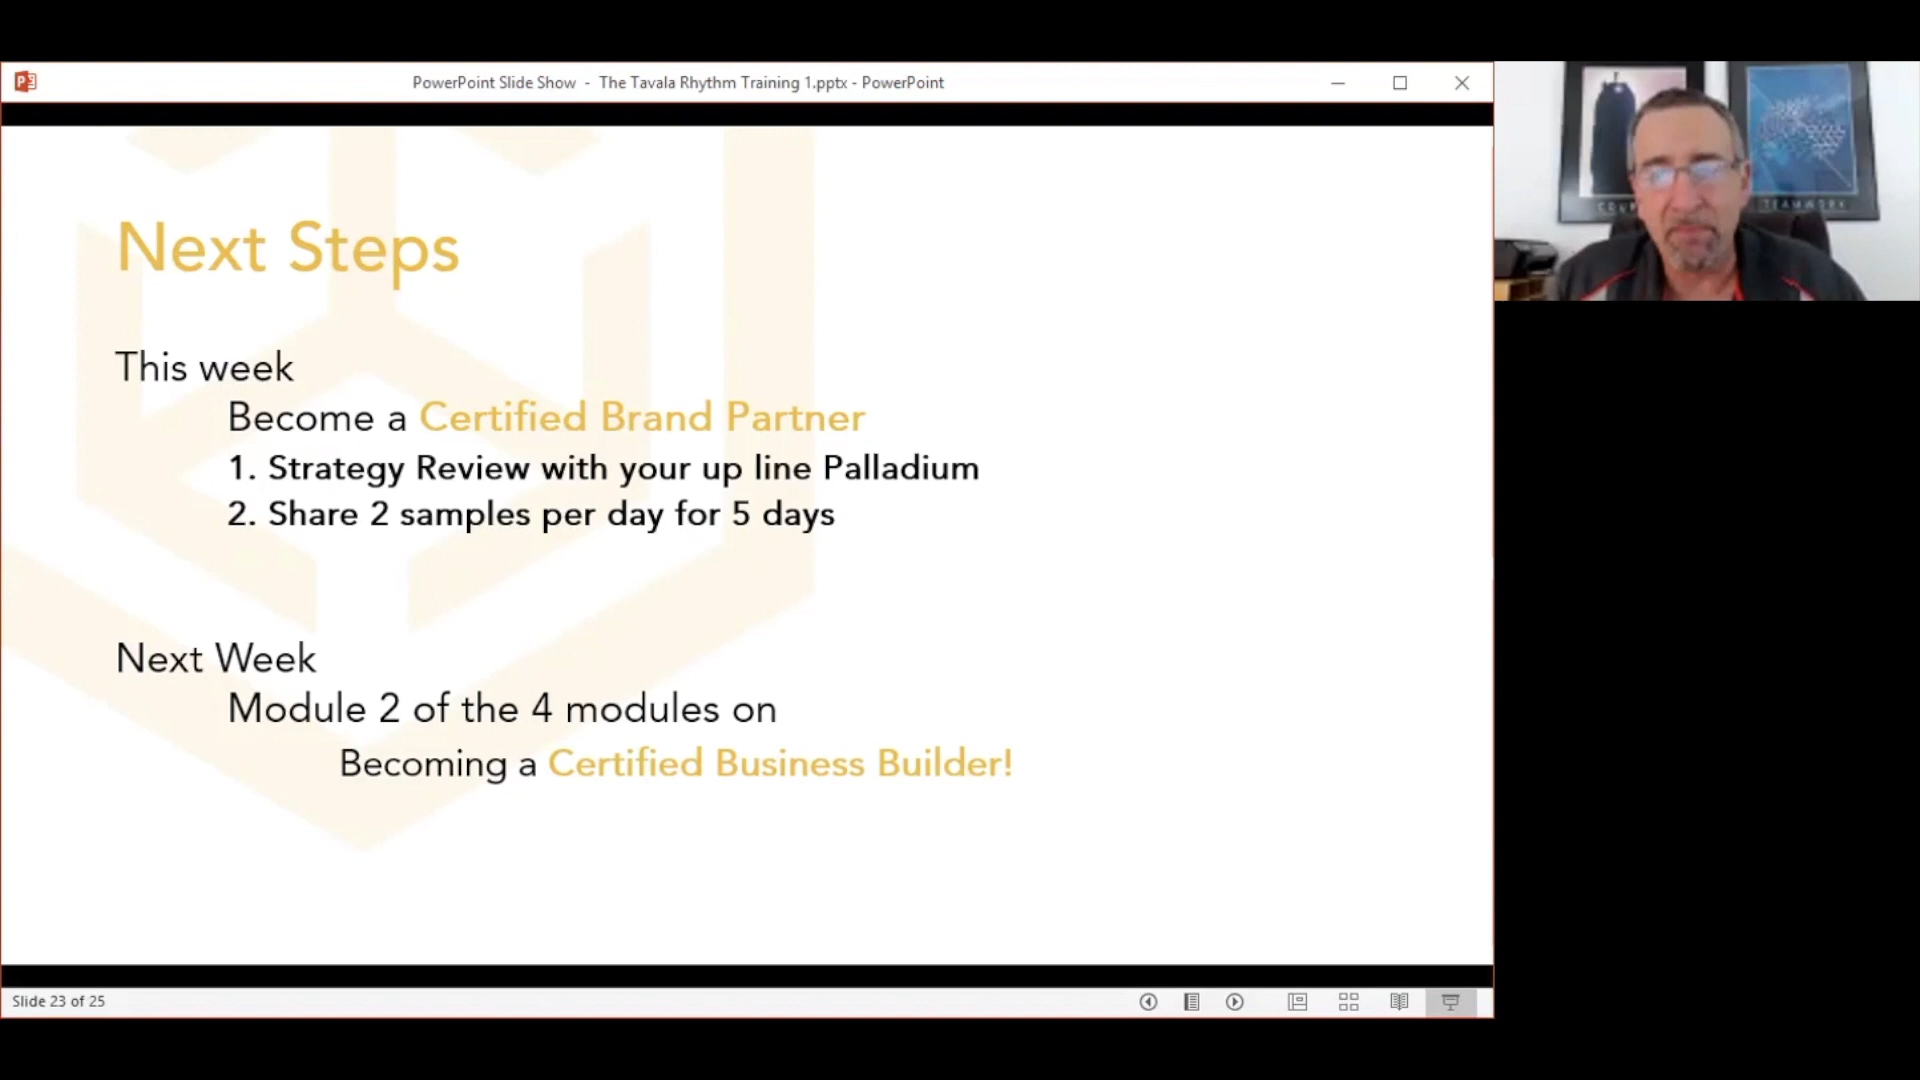 PowerPoint Slide Show - The Tavala Rhythm Training 1.pptx - PowerPoint
TEAMWORK
Next Steps
This week
Become a Certified Brand Partner
1. Strategy Review with your up line Palladium
2. Share 2 samples per day for 5 days
Next Week
Module 2 of the 4 modules on
Becoming a Certified Business Builder!
Slide 23 of 25